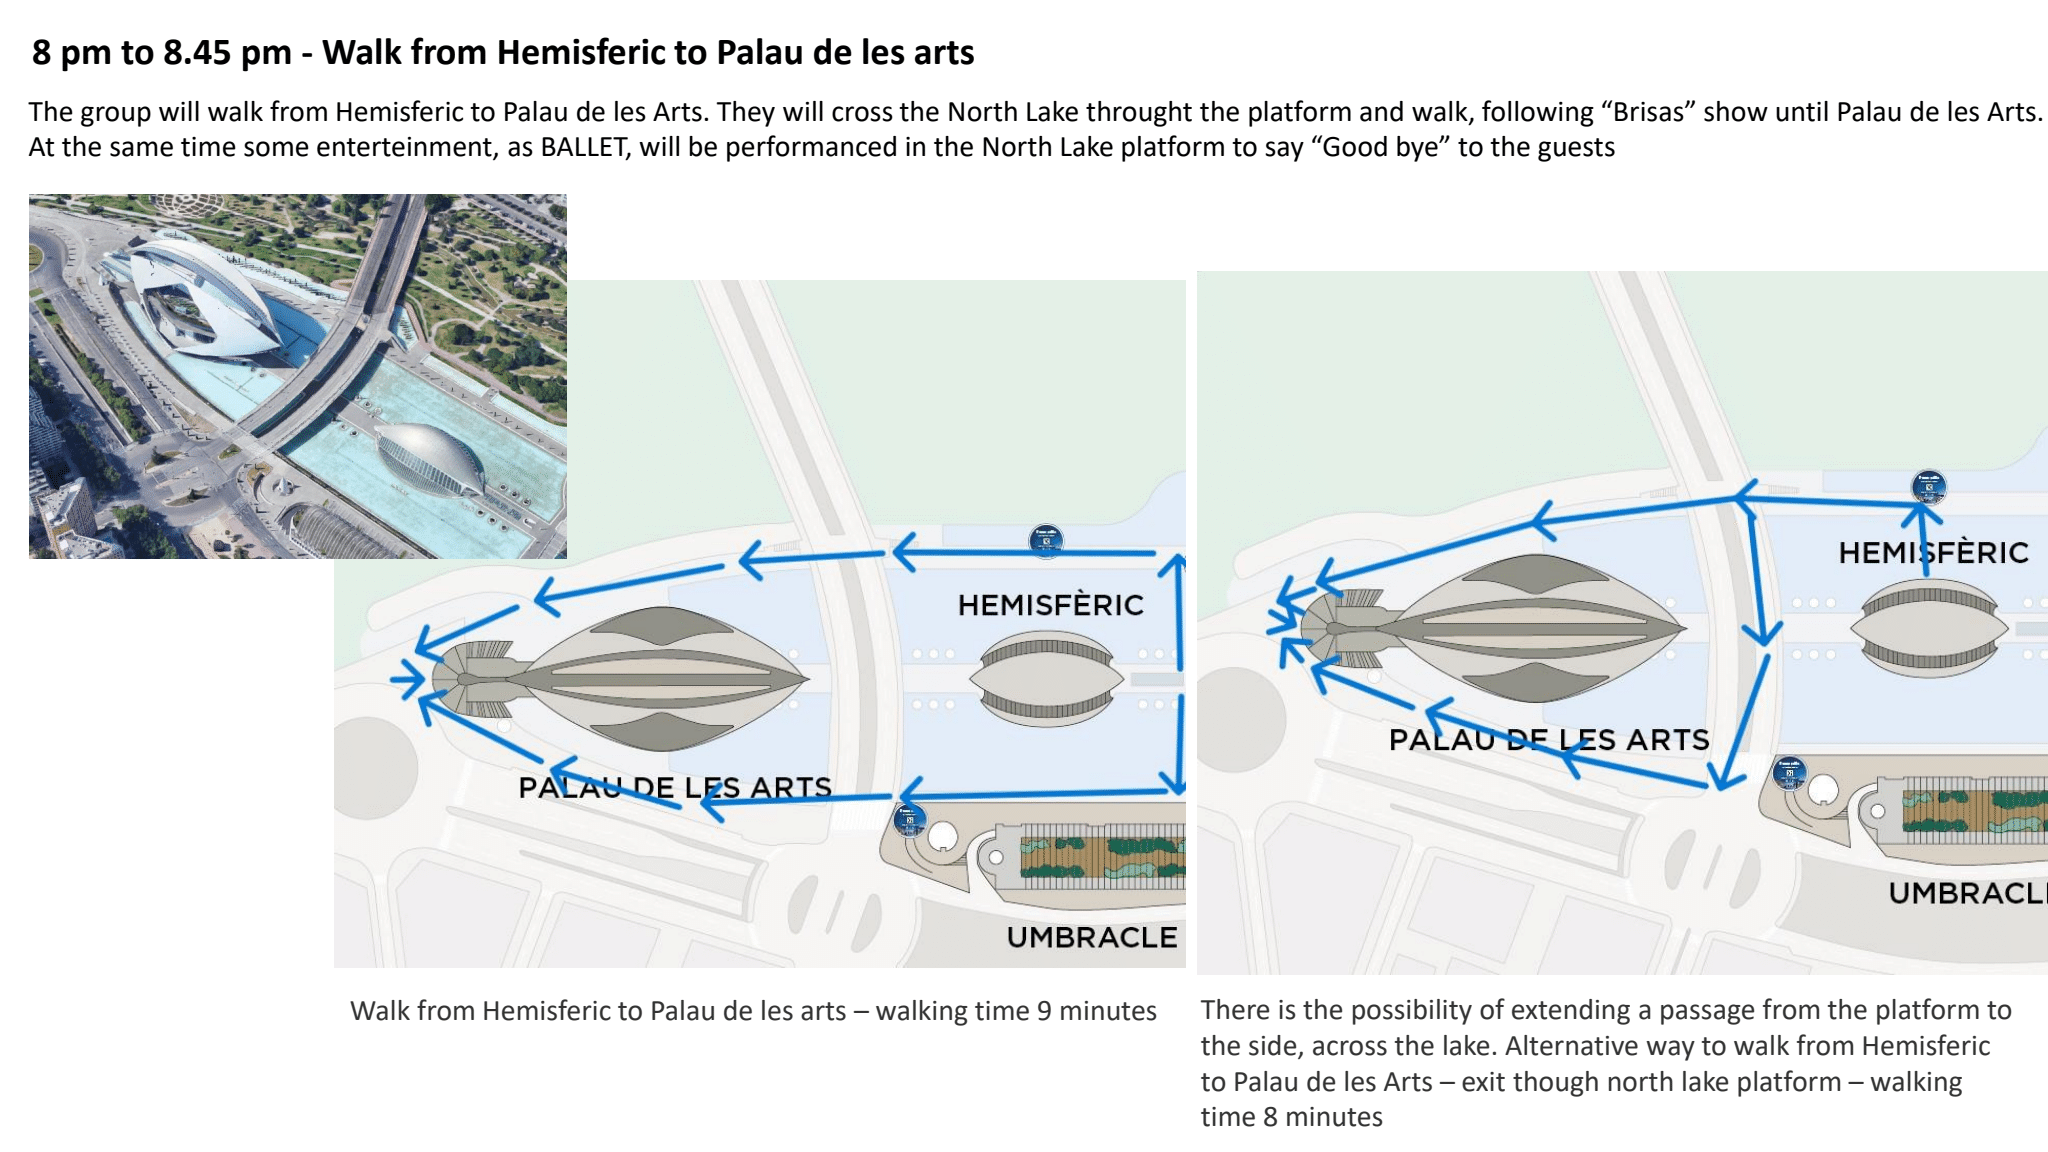 8 pm to 8.45 pm - Walk from Hemisferic to Palau de les arts
The group will walk from Hemisferic to Palau de les Arts. They will cross the North Lake throught the platform and walk, following “Brisas” show until Palau de les Arts.
At the same time some enterteinment, as BALLET, will be performanced in the North Lake platform to say “Good bye” to the guests
HEMISFÈRIC
PALAU DE LES ARTS
UMBRACLE
HEMISFÈRIC
PALAU DE LES ARTS
UMBRACL
Walk from Hemisferic to Palau de les arts – walking time 9 minutes
There is the possibility of extending a passage from the platform to
the side, across the lake. Alternative way to walk from Hemisferic
to Palau de les Arts – exit though north lake platform – walking
time 8 minutes